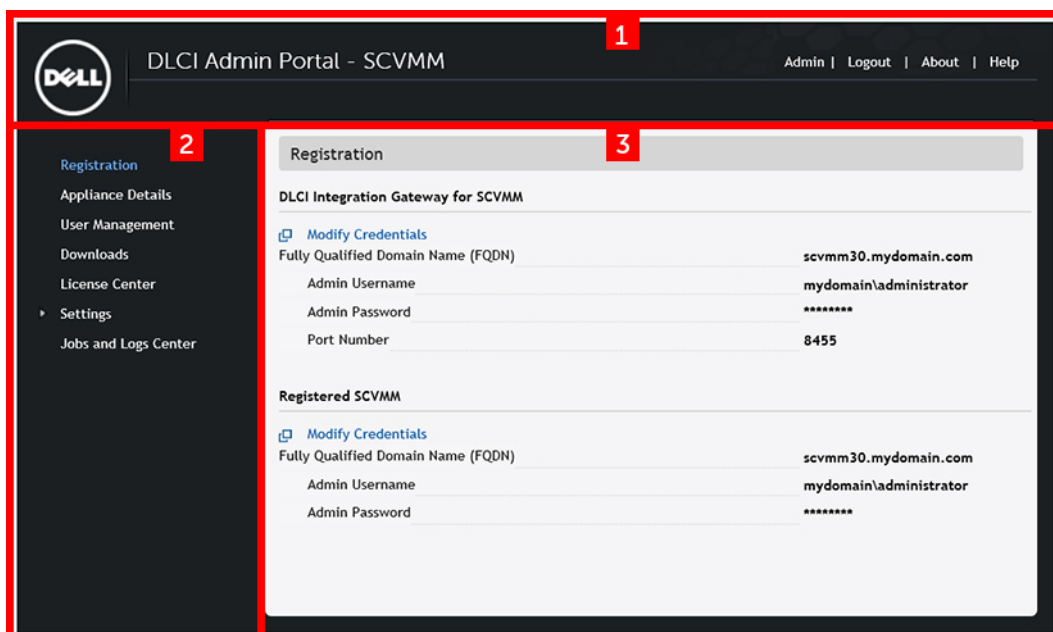 1
DELL
DLCI Admin Portal - SCVMM
Admin | Logout | About | Help
2
Registration
Appliance Details
User Management
Downloads
License Center
Settings
Jobs and Logs Center
3
Registration
DLCI Integration Gateway for SCVMM
Modify Credentials
Fully Qualified Domain Name (FQDN) scvmm30.mydomain.com
Admin Username mydomain\administrator
Admin Password ********
Port Number 8455
Registered SCVMM
Modify Credentials
Fully Qualified Domain Name (FQDN) scvmm30.mydomain.com
Admin Username mydomain\administrator
Admin Password ********